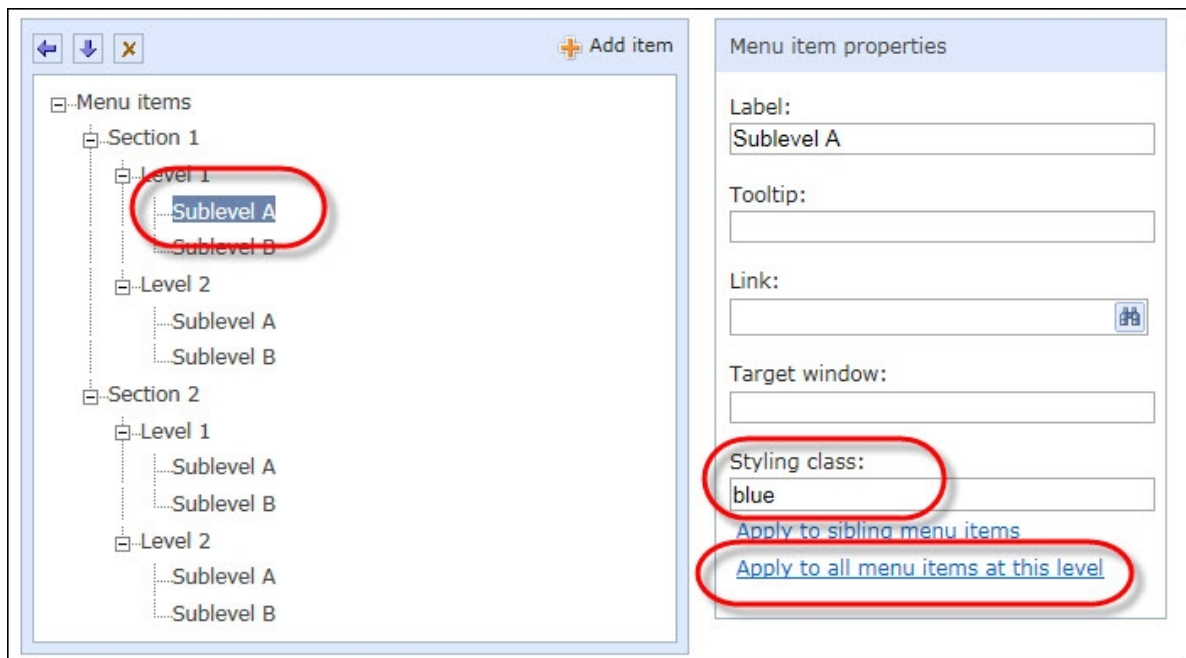 Add item
Menu items
Section 1
Level 1
Sublevel A
Sublevel B
Level 2
Sublevel A
Sublevel B
Section 2
Level 1
Sublevel A
Sublevel B
Level 2
Sublevel A
Sublevel B
Menu item properties
Label:
Sublevel A
Tooltip:
Link:
Target window:
Styling class:
blue
Apply to sibling menu items
Apply to all menu items at this level